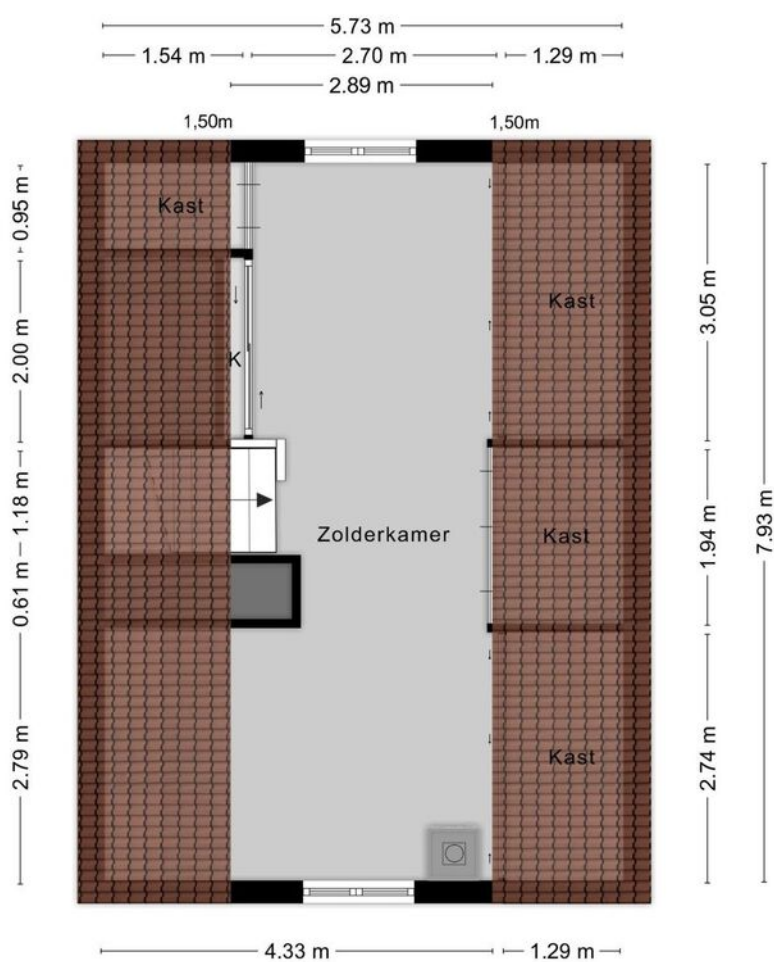 5.73 m
1.54 m 2.70 m 1.29 m
2.89 m
1,50m 1,50m
0.95 m
2.00 m
1.18 m
0.61 m
2.79 m
Kast
K
Zolderkamer
Kast
Kast
Kast
3.05 m
1.94 m
2.74 m
7.93 m
4.33 m 1.29 m